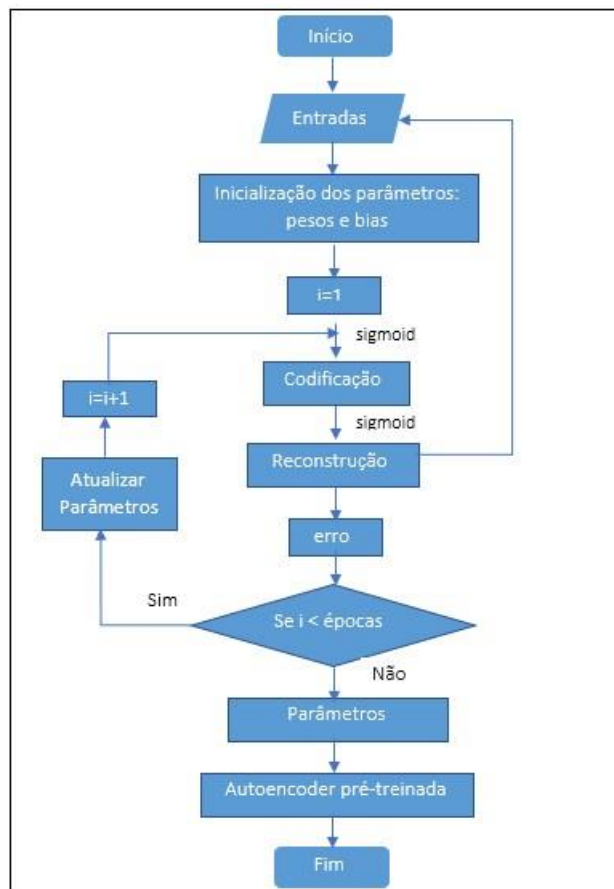 Início
Entradas
Inicialização dos parâmetros:
pesos e bias
i=1
sigmoid
Codificação
i=i+1
sigmoid
Reconstrução
Atualizar
Parâmetros
erro
Sim
Se i < épocas
Não
Parâmetros
Autoencoder pré-treinada
Fim